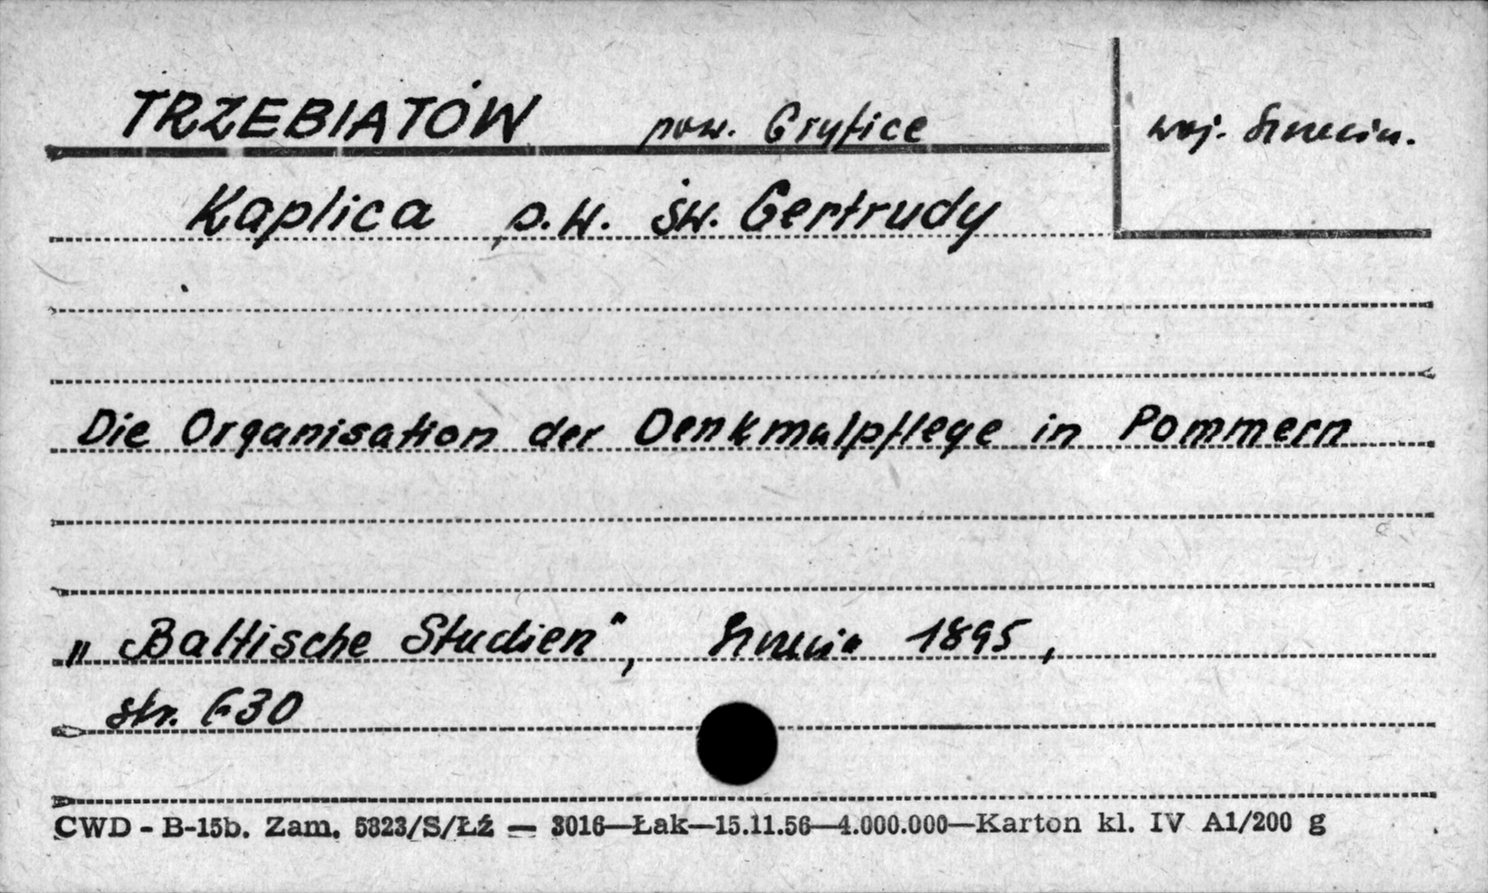 TRZEBIATÓW pow. Gryfice woj. Szczecin.
Kaplica p.w. św. Gertrudy
Die Organisation der Denkmalpflege in Pommern
„Baltische Studien", Szczecin 1895,
str. 630
CWD - B-15b. Zam. 5823/S/Łź — 3016—Łak—15.11.56—4.000.000—Karton kl. IV A1/200 g